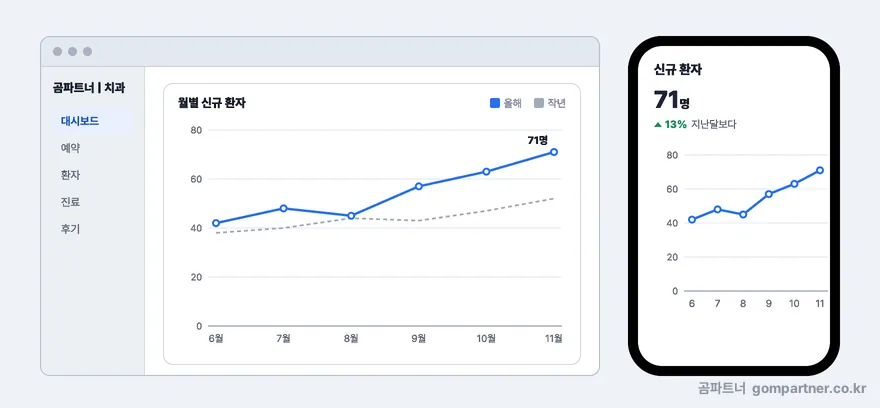 곰파트너 | 치과
대시보드
예약
환자
진료
후기
월별 신규 환자
올해
작년
71명
80
60
40
20
0
6월
7월
8월
9월
10월
11월
신규 환자
71명
▲ 13% 지난달보다
80
60
40
20
0
6
7
8
9
10
11
곰파트너 gompartner.co.kr